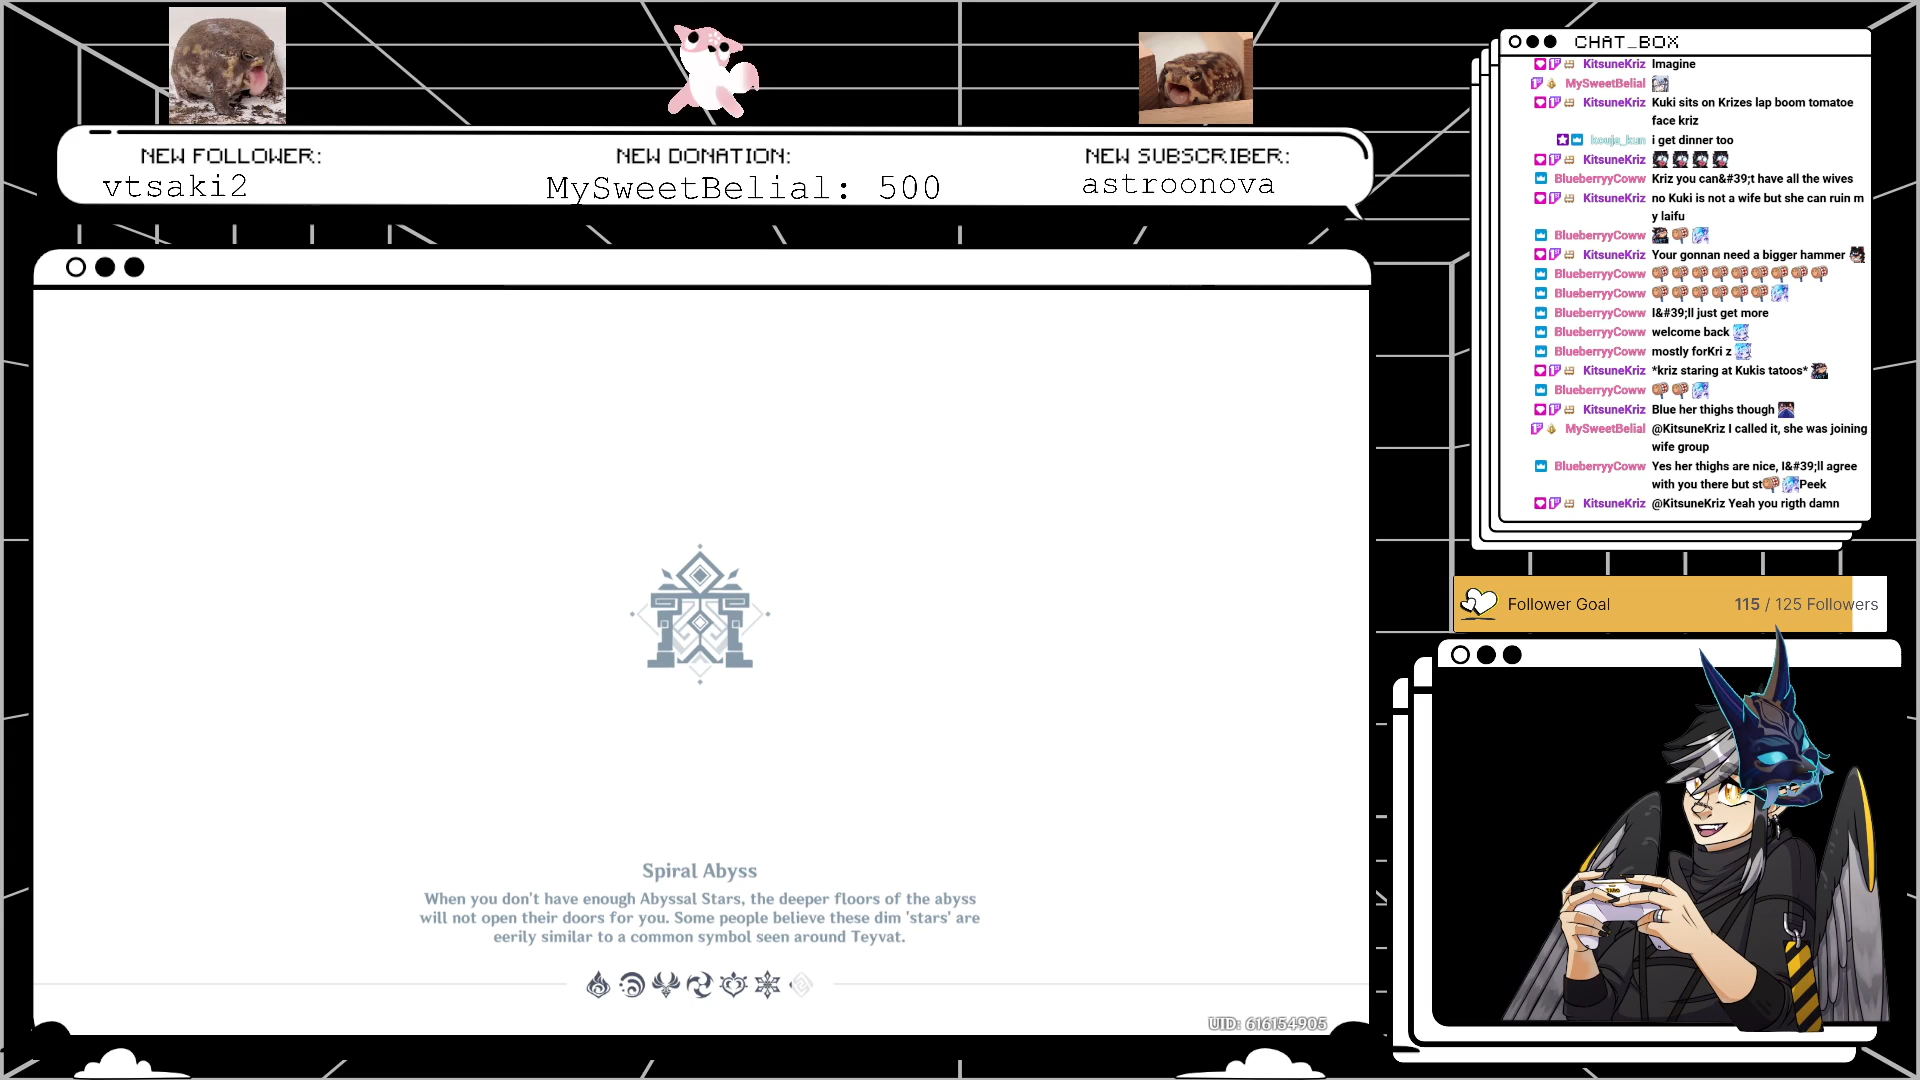 NEW FOLLOWER:
vtsaki2
NEW DONATION:
MySweetBelial: 500
NEW SUBSCRIBER:
astroonova
CHAT_BOX
KitsuneKriz Imagine
MySweetBelial
KitsuneKriz Kuki sits on Krizes lap boom tomatoe
face kriz
kouja_kun i get dinner too
KitsuneKriz
BlueberryyCoww Kriz you can&#39;t have all the wives
KitsuneKriz no Kuki is not a wife but she can ruin m
y laifu
BlueberryyCoww
KitsuneKriz Your gonnan need a bigger hammer
BlueberryyCoww
BlueberryyCoww
BlueberryyCoww I&#39;ll just get more
BlueberryyCoww welcome back
BlueberryyCoww mostly forKri z
KitsuneKriz *kriz staring at Kukis tatoos*
BlueberryyCoww
KitsuneKriz Blue her thighs though
MySweetBelial @KitsuneKriz I called it, she was joining
wife group
BlueberryyCoww Yes her thighs are nice, I&#39;ll agree
with you there but st Peek
KitsuneKriz @KitsuneKriz Yeah you rigth damn
Follower Goal
115 / 125 Followers
Spiral Abyss
When you don't have enough Abyssal Stars, the deeper floors of the abyss
will not open their doors for you. Some people believe these dim 'stars' are
eerily similar to a common symbol seen around Teyvat.
UID: 616154905